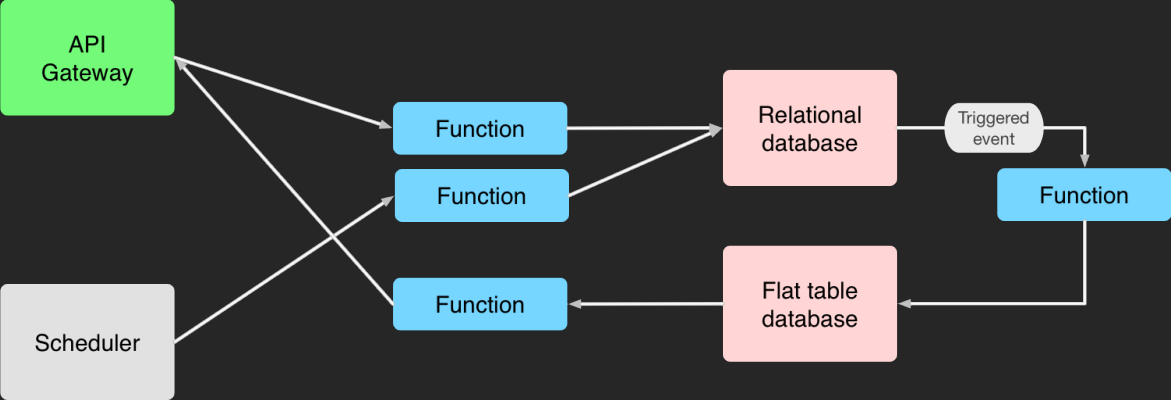 API
Gateway
Function
Relational
database
Triggered
event
Function
Function
Scheduler
Function
Flat table
database